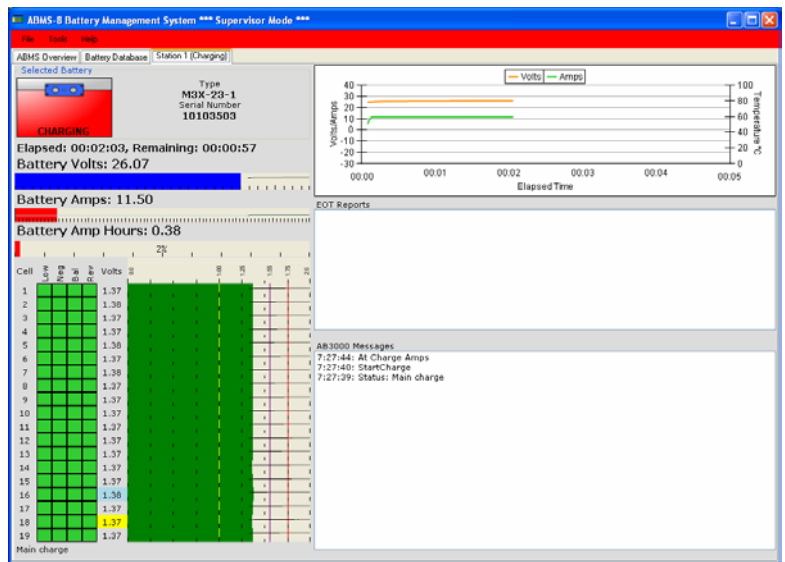 ABMS-8 Battery Management System *** Supervisor Mode ***
File Tools Help
ABMS Overview Battery Database Station 1 (Charging)
Selected Battery
CHARGING
Type
M3X-23-1
Serial Number
10103503
Elapsed: 00:02:03, Remaining: 00:00:57
Battery Volts: 26.07
Battery Amps: 11.50
Battery Amp Hours: 0.38
Cell Low Neg Bal Rev Volts 1.00 1.25 1.55 1.75
1 1.37
2 1.38
3 1.37
4 1.37
5 1.38
6 1.37
7 1.38
8 1.37
9 1.37
10 1.37
11 1.37
12 1.37
13 1.37
14 1.37
15 1.37
16 1.38
17 1.37
18 1.37
19 1.37
Main charge
Volts Amps
Volts/Amps
40
30
20
10
0
-10
-20
-30
100
80
60
40
20
0
Temperature °C
00:00 00:01 00:02 00:03 00:04 00:05
Elapsed Time
EOT Reports
AB3000 Messages
7:27:44: At Charge Amps
7:27:40: StartCharge
7:27:39: Status: Main charge